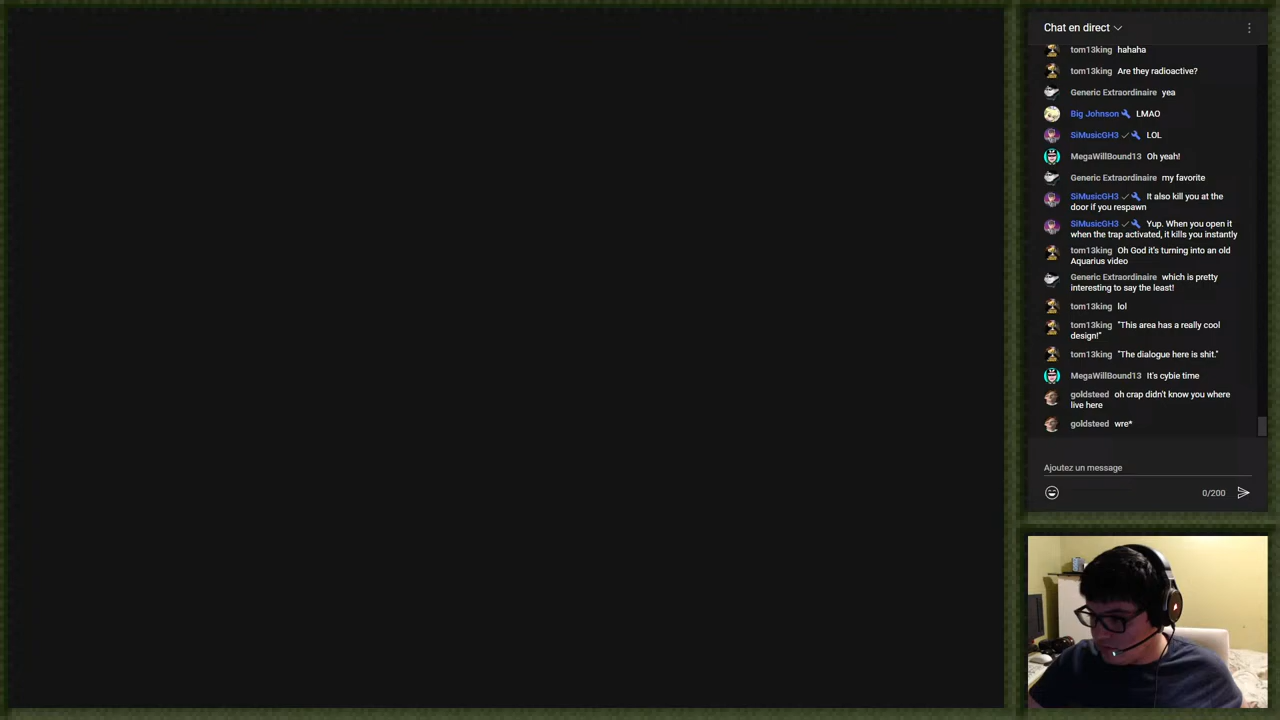 Chat en direct
tom13king hahaha
tom13king Are they radioactive?
Generic Extraordinaire yea
Big Johnson LMAO
SiMusicGH3 LOL
MegaWillBound13 Oh yeah!
Generic Extraordinaire my favorite
SiMusicGH3 It also kill you at the
door if you respawn
SiMusicGH3 Yup. When you open it
when the trap activated, it kills you instantly
tom13king Oh God it's turning into an old
Aquarius video
Generic Extraordinaire which is pretty
interesting to say the least!
tom13king lol
tom13king "This area has a really cool
design!"
tom13king "The dialogue here is shit."
MegaWillBound13 It's cybie time
goldsteed oh crap didn't know you where
live here
goldsteed wre*
Ajoutez un message
0/200